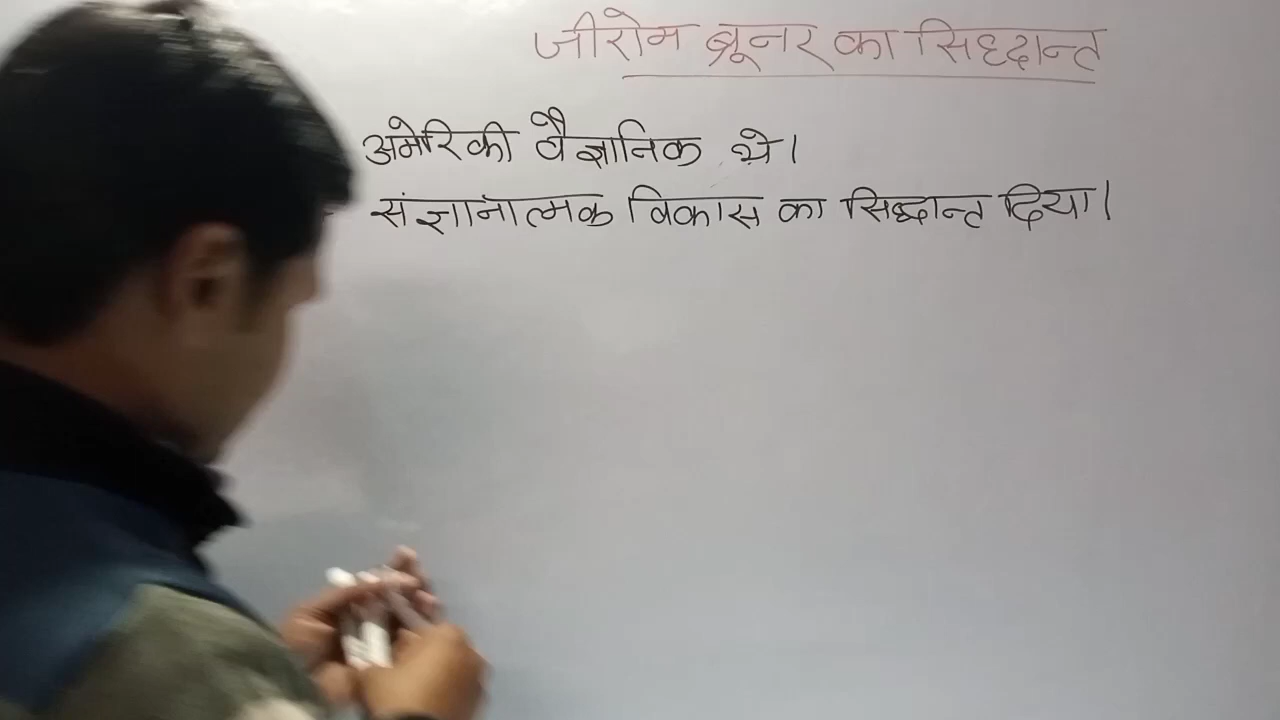 जीरोम ब्रूनर का सिध्दान्त
अमेरिकी वैज्ञानिक थे।
संज्ञानात्मक विकास का सिद्धान्त दिया।